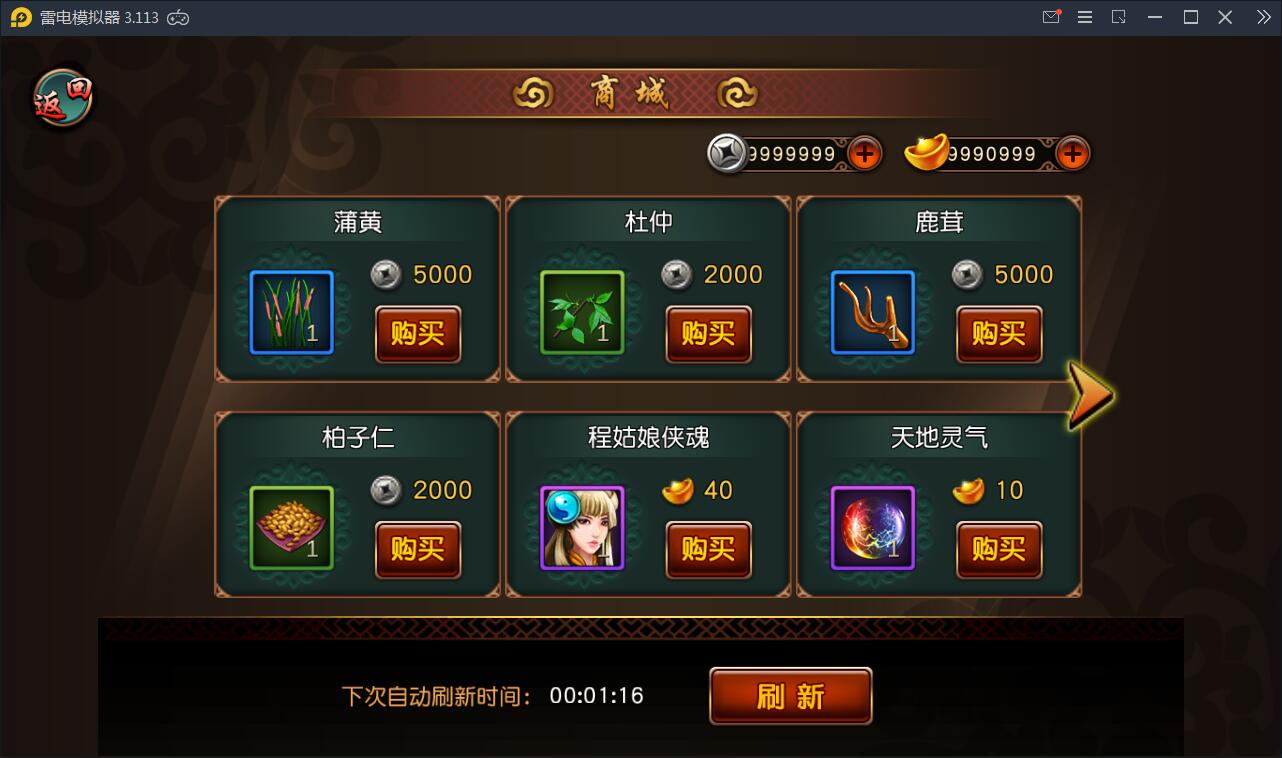 雷电模拟器 3.113
返回
商城
9999999
9990999
蒲黄
杜仲
鹿茸
1
5000
购买
1
2000
购买
1
5000
购买
柏子仁
程姑娘侠魂
天地灵气
1
2000
购买
1
40
购买
1
10
购买
下次自动刷新时间： 00:01:16
刷新